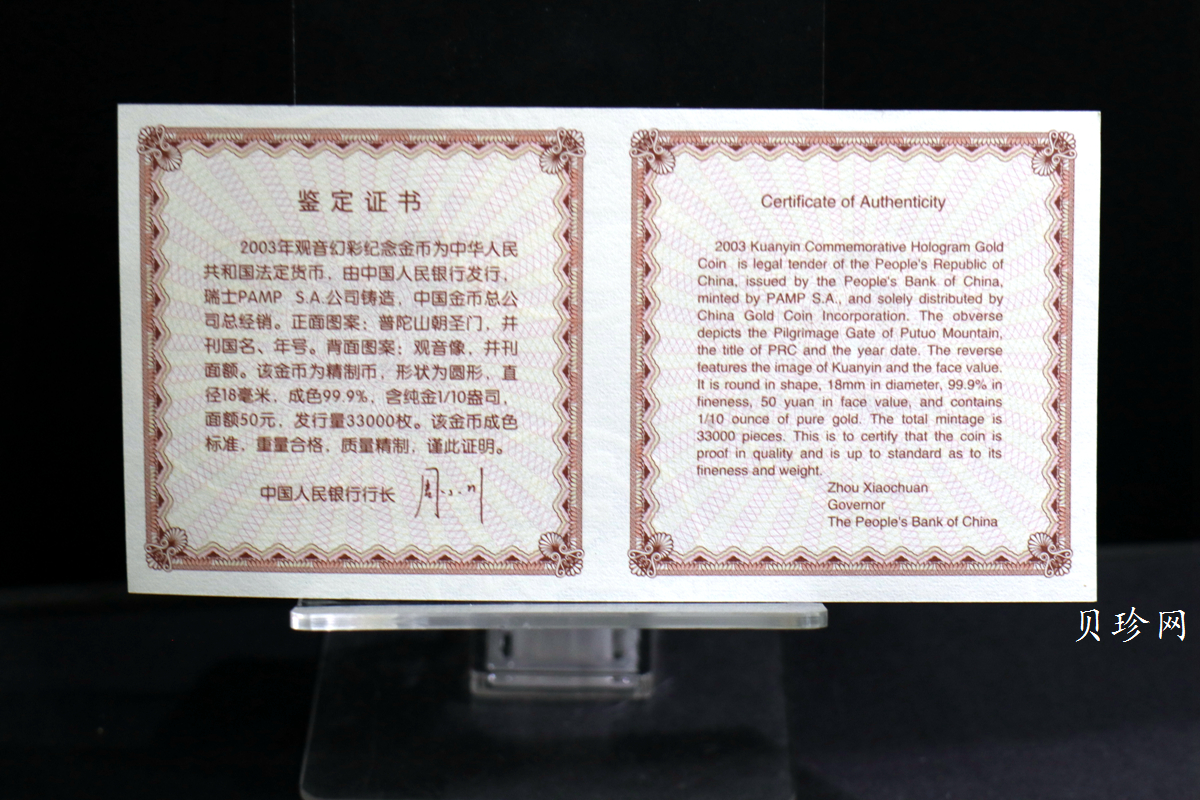 鉴定证书
2003年观音幻彩纪念金币为中华人民
共和国法定货币，由中国人民银行发行，
瑞士PAMP S.A.公司铸造，中国金币总公
司总经销。正面图案：普陀山朝圣门，并
刊国名、年号。背面图案：观音像，并刊
面额。该金币为精制币，形状为圆形，直
径18毫米，成色99.9%，含纯金1/10盎司，
面额50元，发行量33000枚。该金币成色
标准，重量合格，质量精制，谨此证明。
中国人民银行行长 周小川
Certificate of Authenticity
2003 Kuanyin Commemorative Hologram Gold
Coin is legal tender of the People's Republic of
China, issued by the People's Bank of China,
minted by PAMP S.A., and solely distributed by
China Gold Coin Incorporation. The obverse
depicts the Pilgrimage Gate of Putuo Mountain,
the title of PRC and the year date. The reverse
features the image of Kuanyin and the face value.
It is round in shape, 18mm in diameter, 99.9% in
fineness, 50 yuan in face value, and contains
1/10 ounce of pure gold. The total mintage is
33000 pieces. This is to certify that the coin is
proof in quality and is up to standard as to its
fineness and weight.
Zhou Xiaochuan
Governor
The People's Bank of China
贝珍网